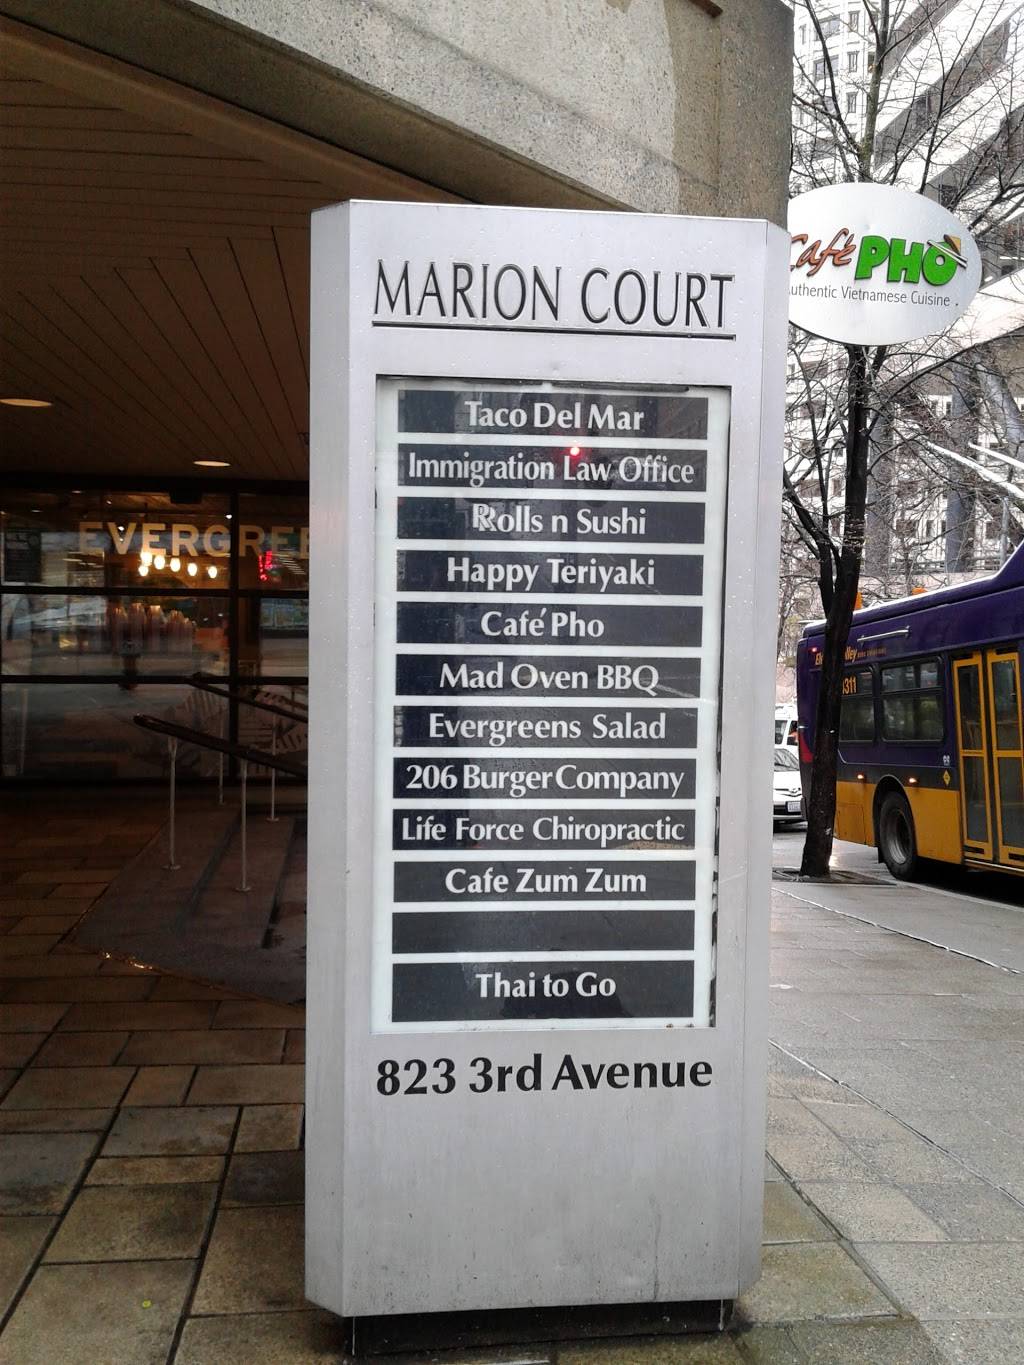 MARION COURT
Taco Del Mar
Immigration Law Office
Rolls n Sushi
Happy Teriyaki
Café Pho
Mad Oven BBQ
Evergreens Salad
206 Burger Company
Life Force Chiropractic
Cafe Zum Zum
Thai to Go
823 3rd Avenue
Café PHO
uthentic Vietnamese Cuisine
EVERGREE